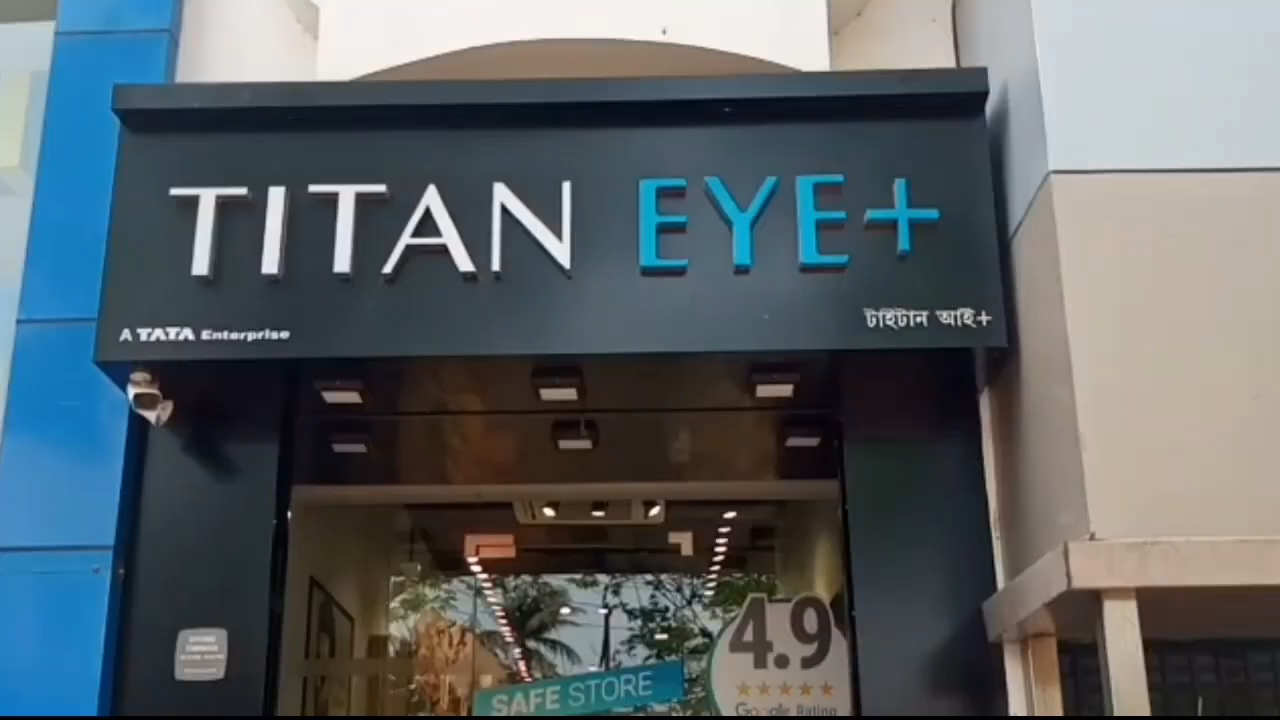 TITAN EYE+
A TATA Enterprise
টাইটান আই+
4.9
SAFE STORE
Google Rating